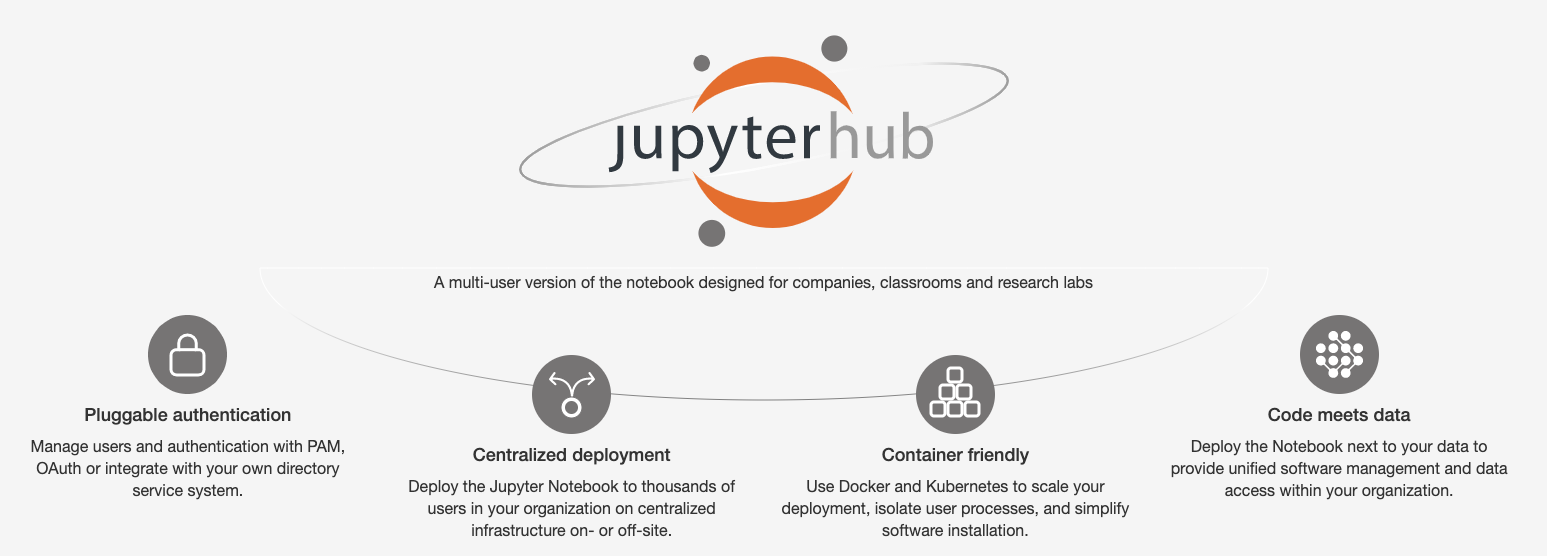 jupyterhub
A multi-user version of the notebook designed for companies, classrooms and research labs
Pluggable authentication
Manage users and authentication with PAM,
OAuth or integrate with your own directory
service system.
Centralized deployment
Deploy the Jupyter Notebook to thousands of
users in your organization on centralized
infrastructure on- or off-site.
Container friendly
Use Docker and Kubernetes to scale your
deployment, isolate user processes, and simplify
software installation.
Code meets data
Deploy the Notebook next to your data to
provide unified software management and data
access within your organization.